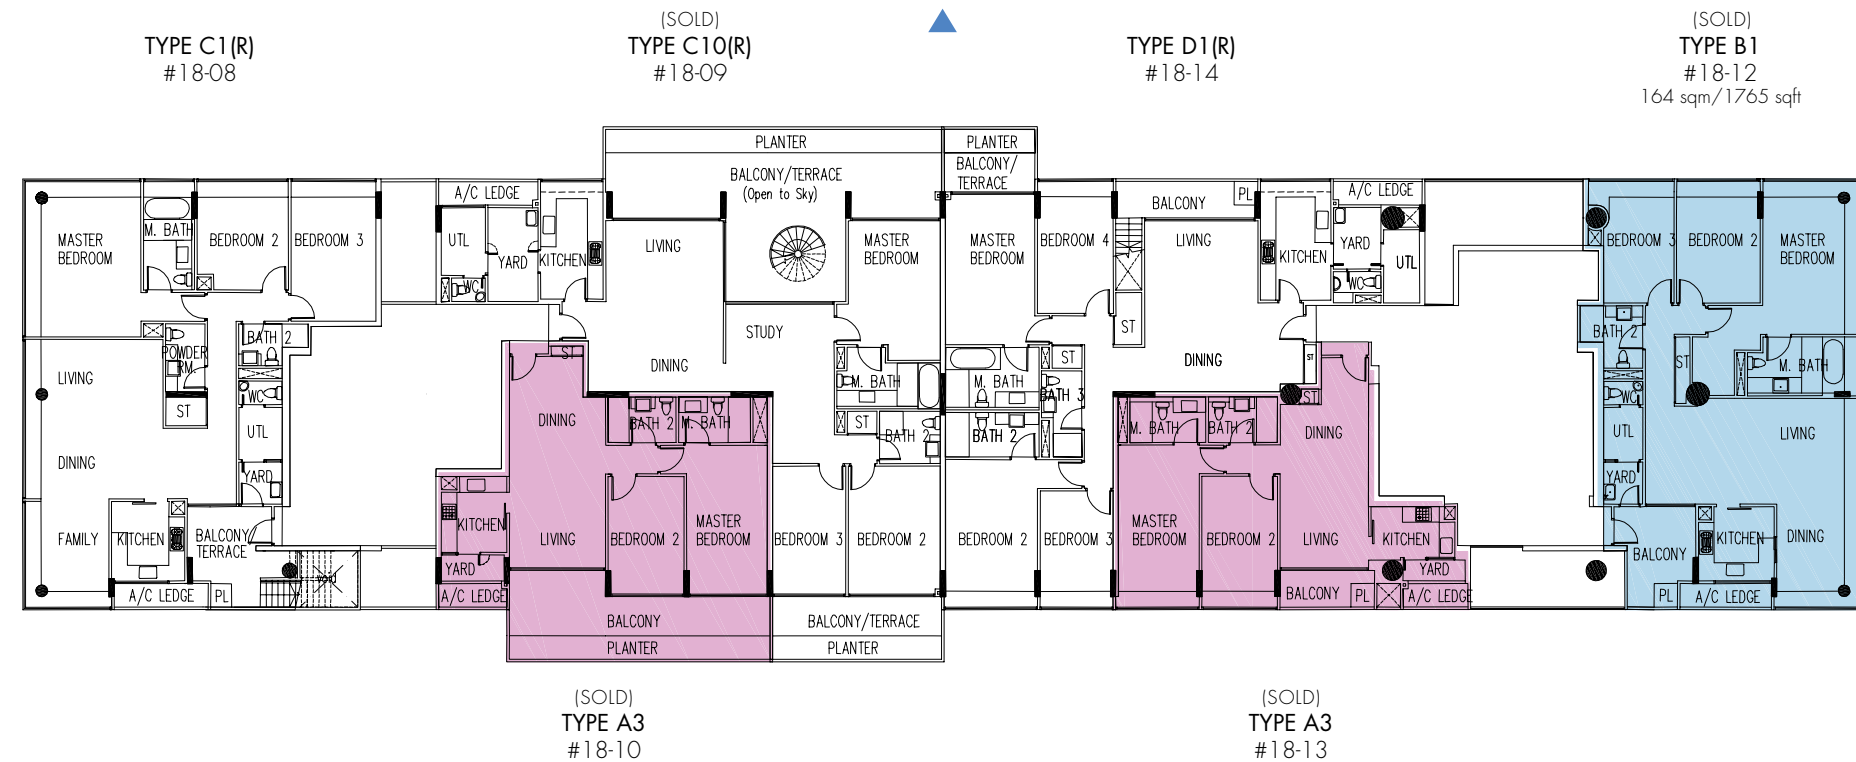 TYPE C1(R)
#18-08
(SOLD)
TYPE C10(R)
#18-09
TYPE D1(R)
#18-14
(SOLD)
TYPE B1
#18-12
164 sqm/1765 sqft
MASTER
BEDROOM
M. BATH
BEDROOM 2
BEDROOM 3
POWDER
RM
BATH 2
LIVING
ST
WC
UTL
YARD
DINING
FAMILY
KITCHEN
BALCONY/
TERRACE
A/C LEDGE
PL
VOID
A/C LEDGE
UTL
YARD
WC
KITCHEN
PLANTER
BALCONY/TERRACE
(Open to Sky)
LIVING
MASTER
BEDROOM
STUDY
DINING
M. BATH
ST
BATH 2
BEDROOM 3
BEDROOM 2
BALCONY/TERRACE
PLANTER
ST
DINING
BATH 2
M. BATH
KITCHEN
LIVING
BEDROOM 2
MASTER
BEDROOM
YARD
A/C LEDGE
BALCONY
PLANTER
PLANTER
BALCONY/
TERRACE
MASTER
BEDROOM
BEDROOM 4
BALCONY
PL
LIVING
KITCHEN
A/C LEDGE
YARD
UTL
WC
ST
DINING
ST
ST
M. BATH
BATH 3
BATH 2
BEDROOM 2
BEDROOM 3
ST
M. BATH
BATH 2
DINING
MASTER
BEDROOM
BEDROOM 2
LIVING
KITCHEN
YARD
BALCONY
PL
A/C LEDGE
BEDROOM 3
BEDROOM 2
MASTER
BEDROOM
BATH 2
ST
M. BATH
WC
UTL
LIVING
YARD
BALCONY
KITCHEN
DINING
PL
A/C LEDGE
(SOLD)
TYPE A3
#18-10
(SOLD)
TYPE A3
#18-13